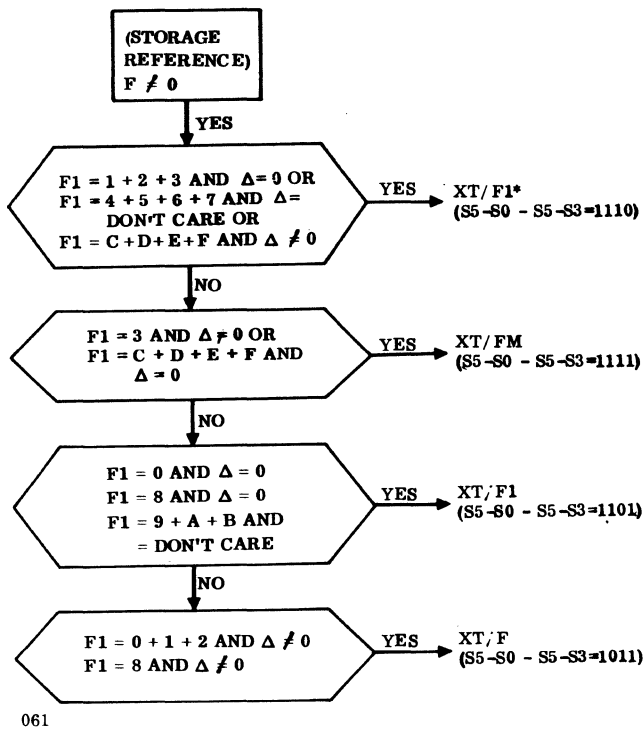 (STORAGE
REFERENCE)
F ≠ 0
YES
F1 = 1 + 2 + 3 AND Δ = 0 OR
F1 = 4 + 5 + 6 + 7 AND Δ =
DON'T CARE OR
F1 = C + D + E + F AND Δ ≠ 0
YES
XT/F1*
(S5-S0 - S5-S3=1110)
NO
F1 = 3 AND Δ ≠ 0 OR
F1 = C + D + E + F AND
Δ = 0
YES
XT/FM
(S5-S0 - S5-S3=1111)
NO
F1 = 0 AND Δ = 0
F1 = 8 AND Δ = 0
F1 = 9 + A + B AND
= DON'T CARE
YES
XT/F1
(S5-S0 - S5-S3=1101)
NO
F1 = 0 + 1 + 2 AND Δ ≠ 0
F1 = 8 AND Δ ≠ 0
YES
XT/F
(S5-S0 - S5-S3=1011)
061